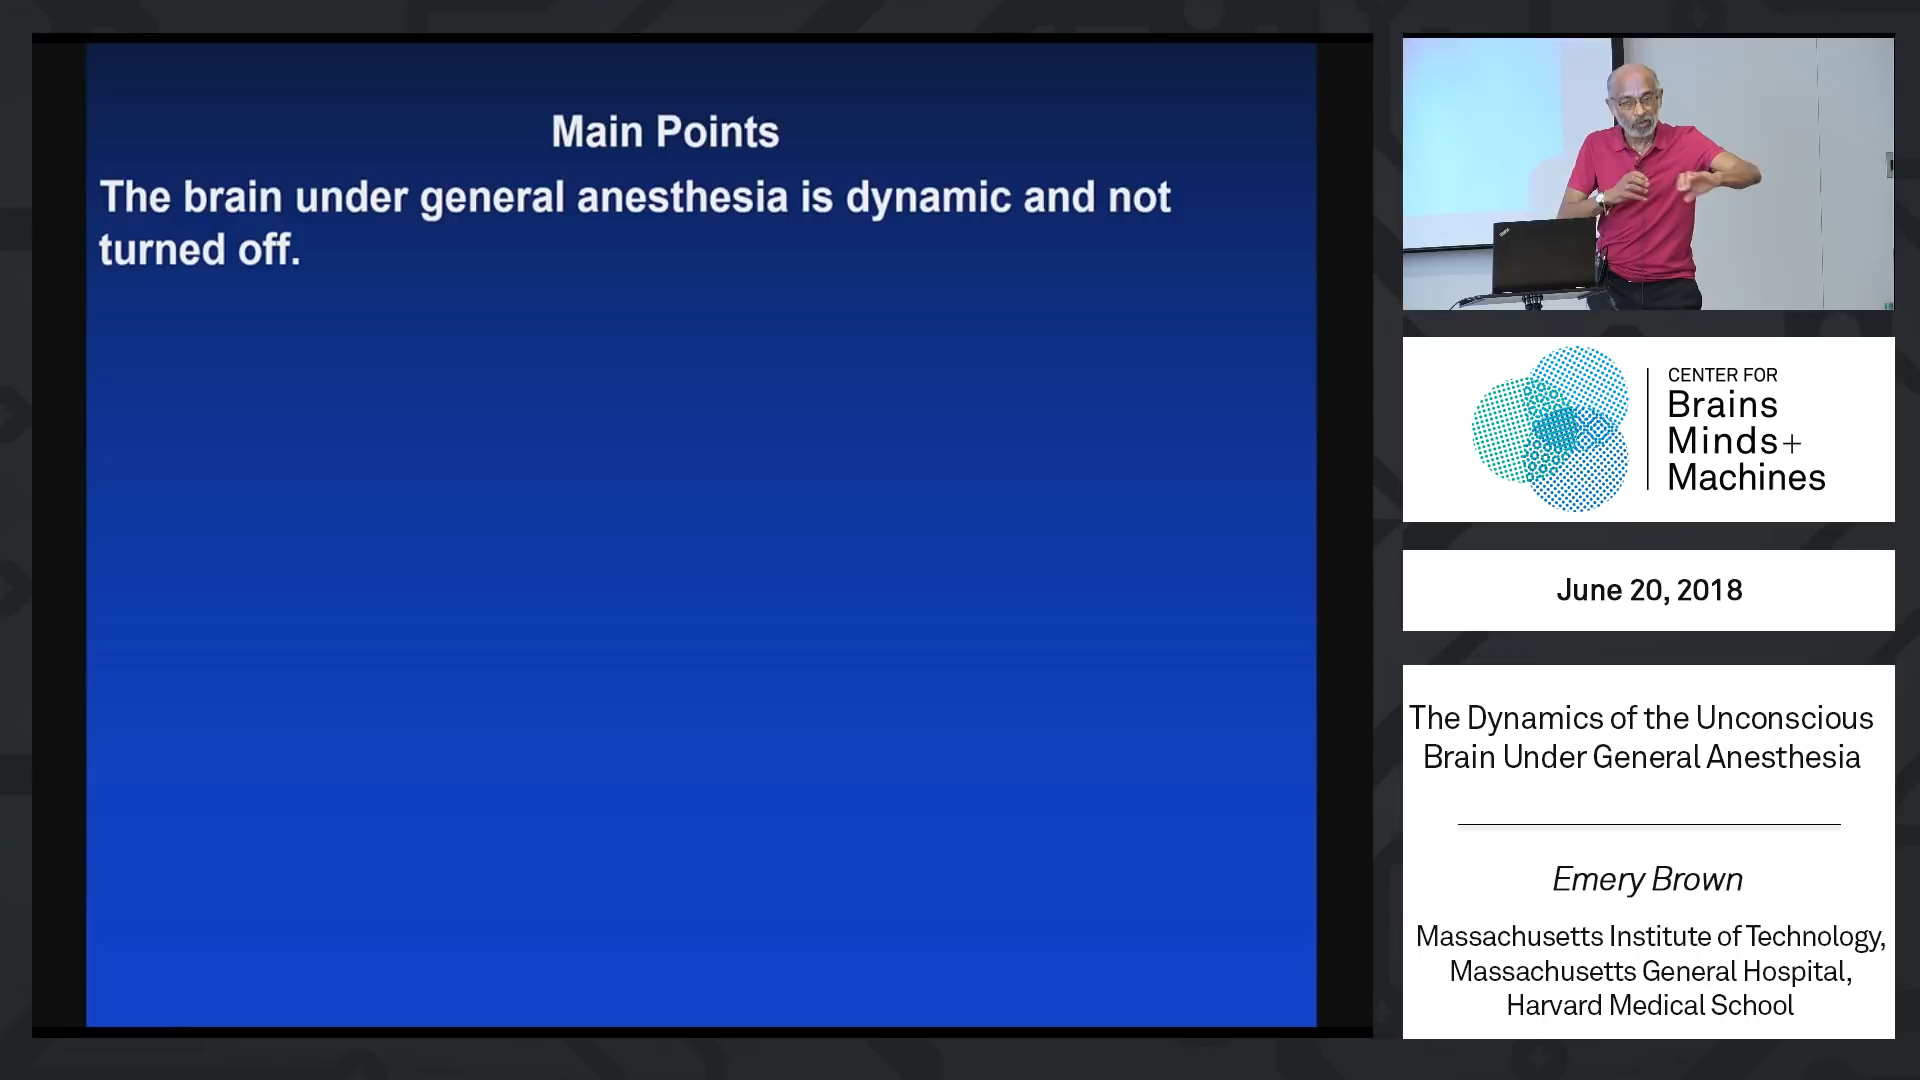 Main Points
The brain under general anesthesia is dynamic and not
turned off.
CENTER FOR
Brains
Minds+
Machines
June 20, 2018
The Dynamics of the Unconscious
Brain Under General Anesthesia
Emery Brown
Massachusetts Institute of Technology,
Massachusetts General Hospital,
Harvard Medical School